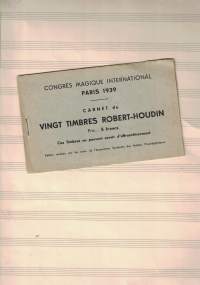 CONGRÈS MAGIQUE INTERNATIONAL
PARIS 1939
CARNET de
VINGT TIMBRES ROBERT-HOUDIN
Prix : 5 francs
Ces Timbres ne peuvent servir d'affranchissement